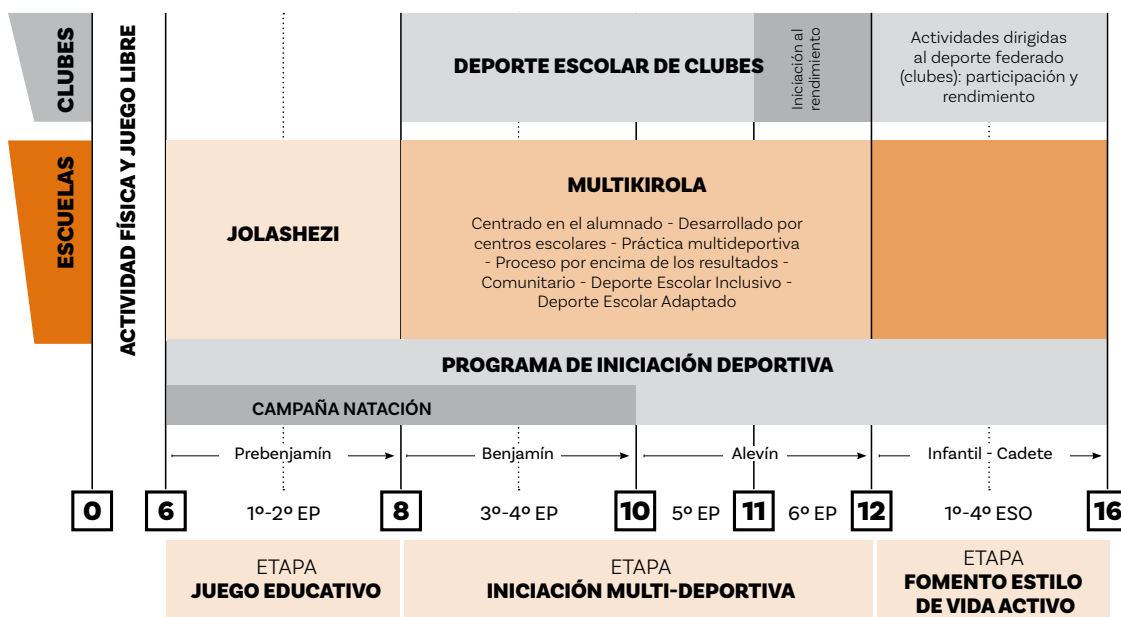 CLUBES
ESCUELAS
ACTIVIDAD FÍSICA Y JUEGO LIBRE
DEPORTE ESCOLAR DE CLUBES
Iniciación al
rendimiento
Actividades dirigidas
al deporte federado
(clubes): participación y
rendimiento
JOLASHEZI
MULTIKIROLA
Centrado en el alumnado - Desarrollado por
centros escolares - Práctica multideportiva
- Proceso por encima de los resultados -
Comunitario - Deporte Escolar Inclusivo -
Deporte Escolar Adaptado
PROGRAMA DE INICIACIÓN DEPORTIVA
CAMPAÑA NATACIÓN
Prebenjamín
Benjamín
Alevín
Infantil - Cadete
0
6
1º-2º EP
8
3º-4º EP
10
5º EP
11
6º EP
12
1º-4º ESO
16
ETAPA
JUEGO EDUCATIVO
ETAPA
INICIACIÓN MULTI-DEPORTIVA
ETAPA
FOMENTO ESTILO
DE VIDA ACTIVO